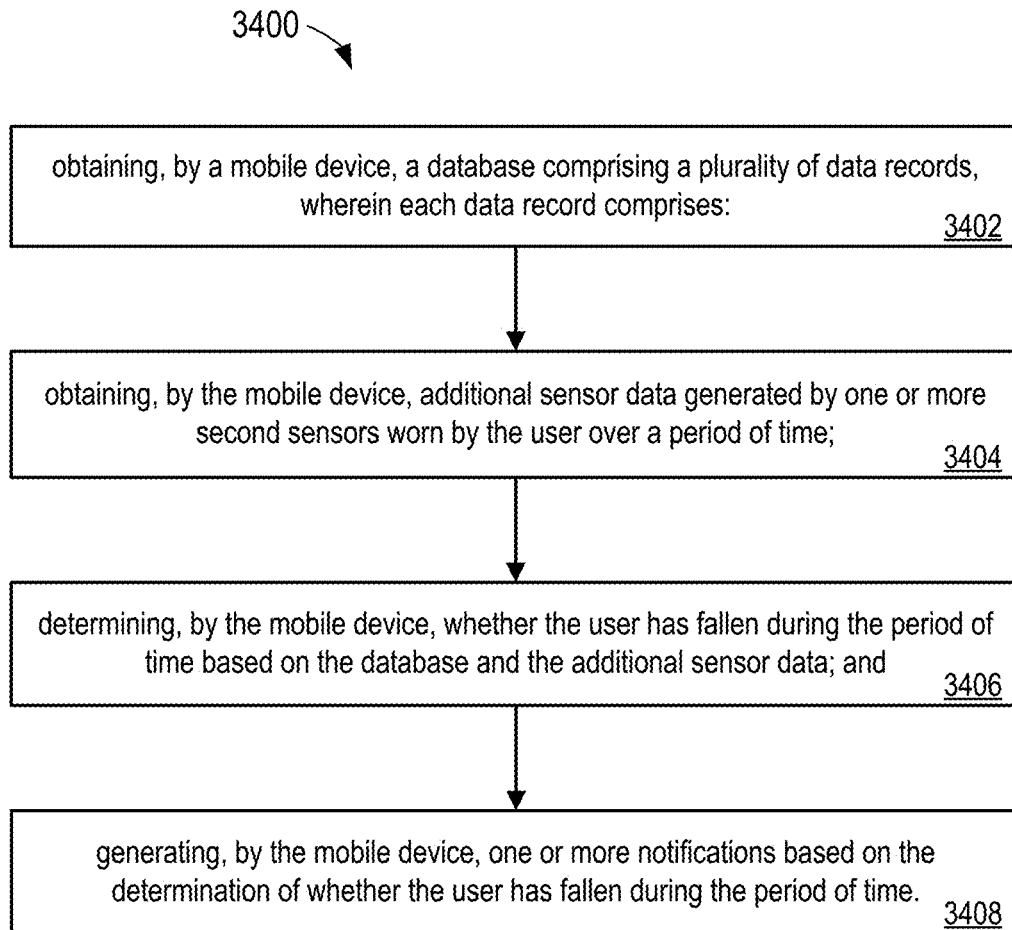 3400
obtaining, by a mobile device, a database comprising a plurality of data records,
wherein each data record comprises:
3402
obtaining, by the mobile device, additional sensor data generated by one or more
second sensors worn by the user over a period of time;
3404
determining, by the mobile device, whether the user has fallen during the period of
time based on the database and the additional sensor data; and
3406
generating, by the mobile device, one or more notifications based on the
determination of whether the user has fallen during the period of time.
3408